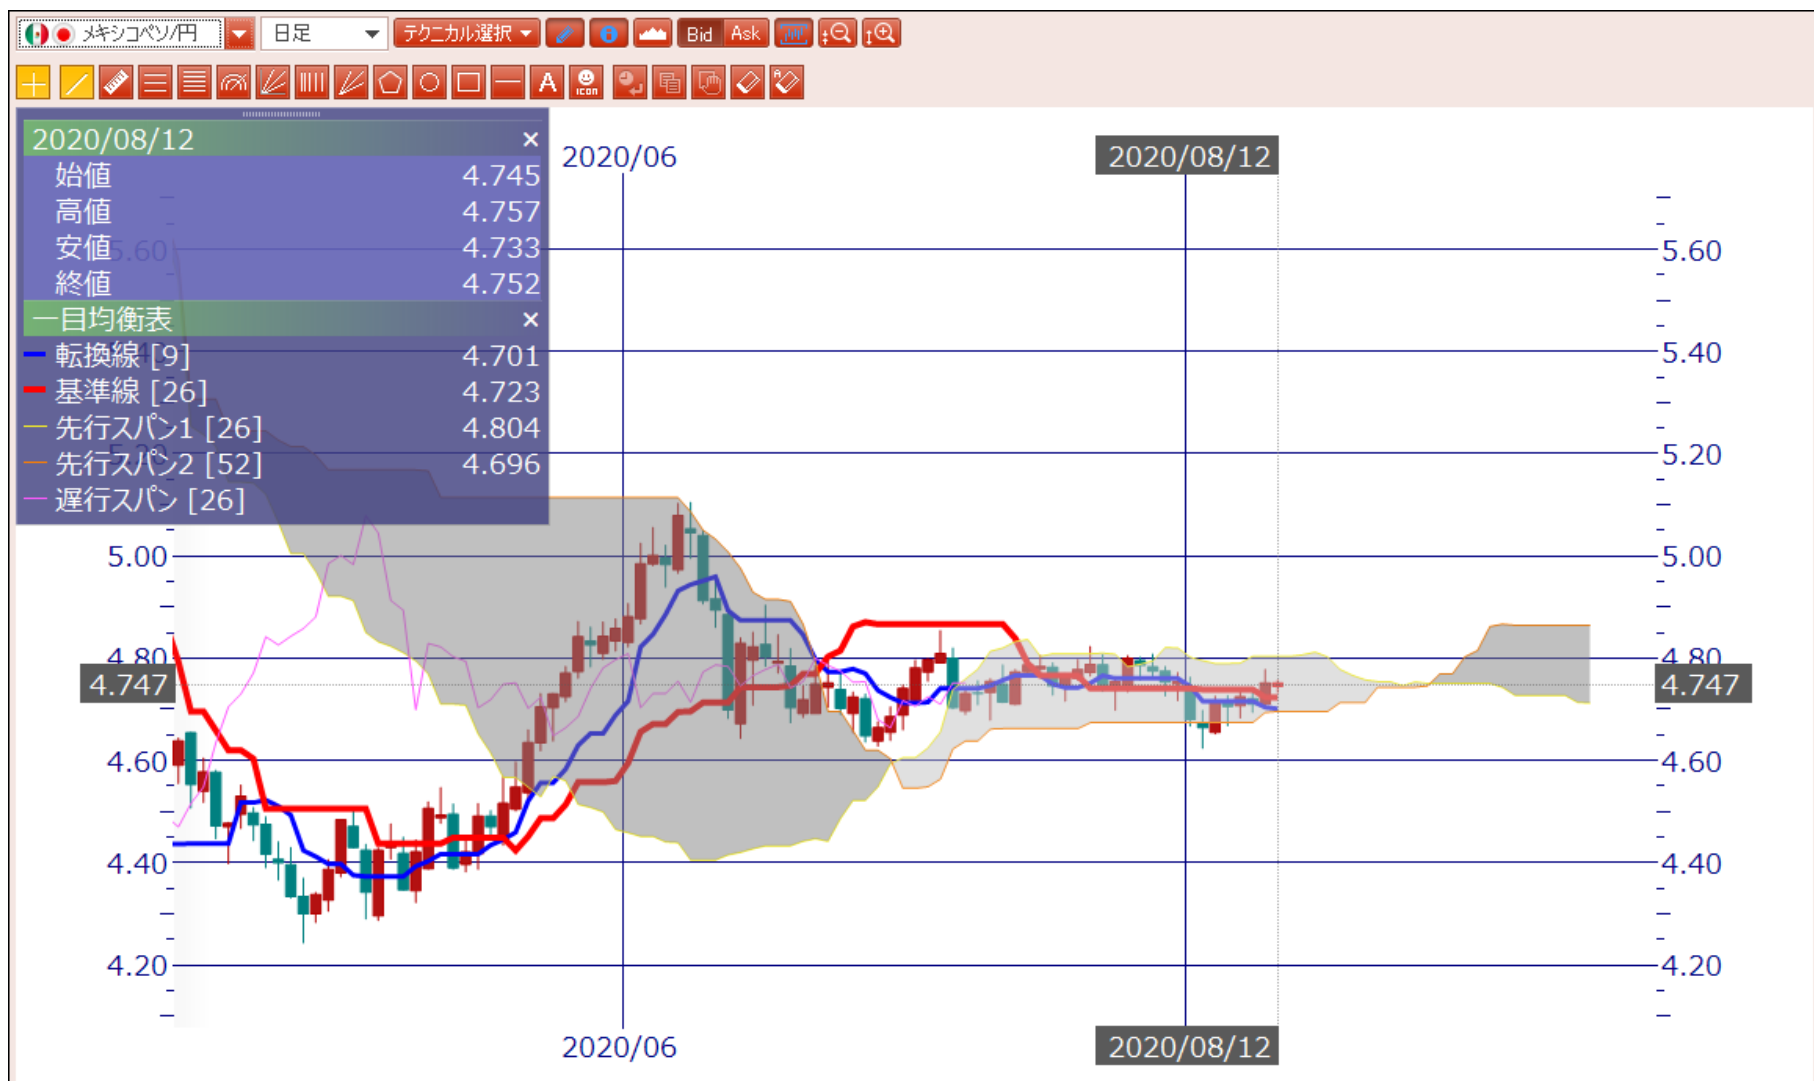 メキシコペソ/円 日足 テクニカル選択 Bid Ask
A icon
2020/08/12 ×
始値 4.745
高値 4.757
安値 4.733
終値 4.752
一目均衡表 ×
転換線 [9] 4.701
基準線 [26] 4.723
先行スパン1 [26] 4.804
先行スパン2 [52] 4.696
遅行スパン [26]
2020/06 2020/08/12
5.60 5.60
5.40
5.20 5.20
5.00 5.00
4.80 4.80
4.747 4.747
4.60 4.60
4.40 4.40
4.20 4.20
2020/06 2020/08/12